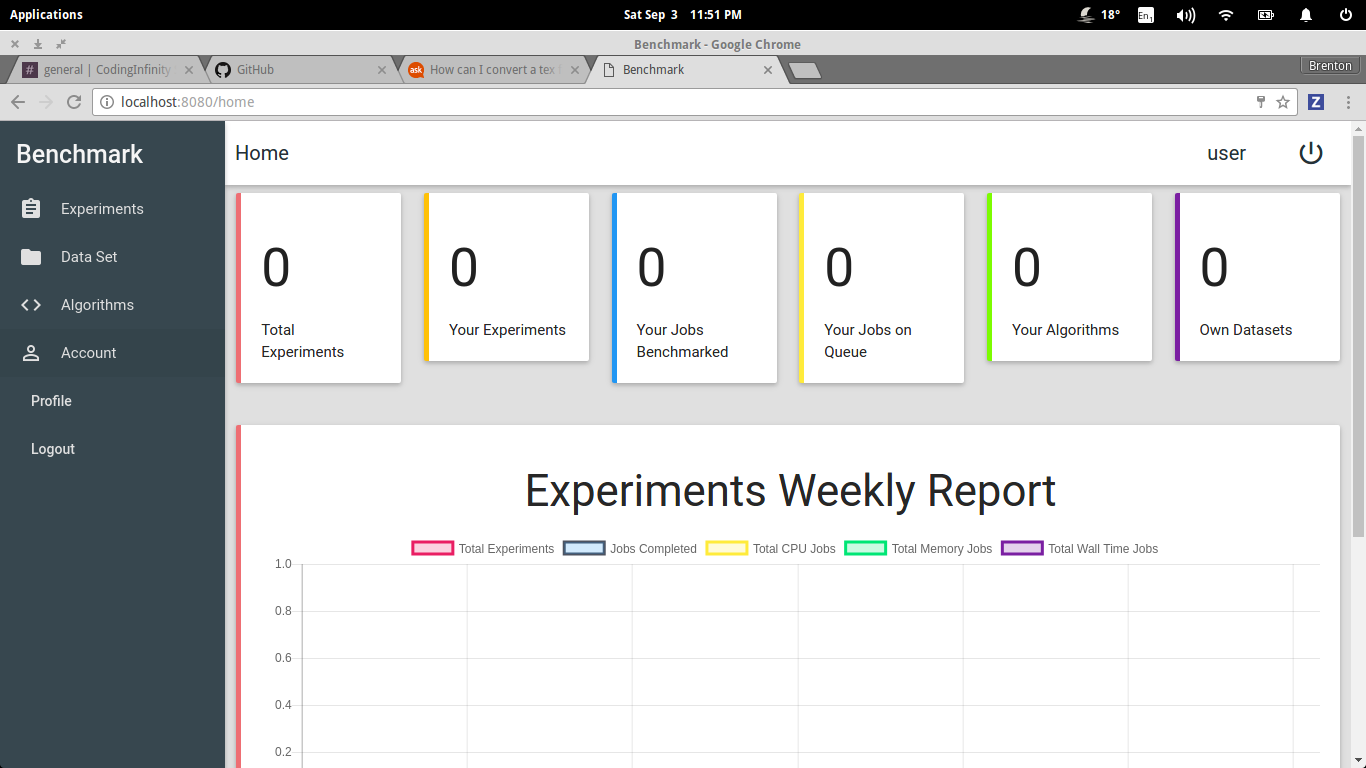 Applications
Sat Sep 3 11:51 PM
18°
En1
Benchmark - Google Chrome
# general | CodingInfinity
GitHub
ask How can I convert a tex
Benchmark
Brenton
localhost:8080/home
Z
Benchmark
Home
user
Experiments
Data Set
Algorithms
Account
Profile
Logout
0
Total
Experiments
0
Your Experiments
0
Your Jobs
Benchmarked
0
Your Jobs on
Queue
0
Your Algorithms
0
Own Datasets
Experiments Weekly Report
Total Experiments Jobs Completed Total CPU Jobs Total Memory Jobs Total Wall Time Jobs
1.0
0.8
0.6
0.4
0.2